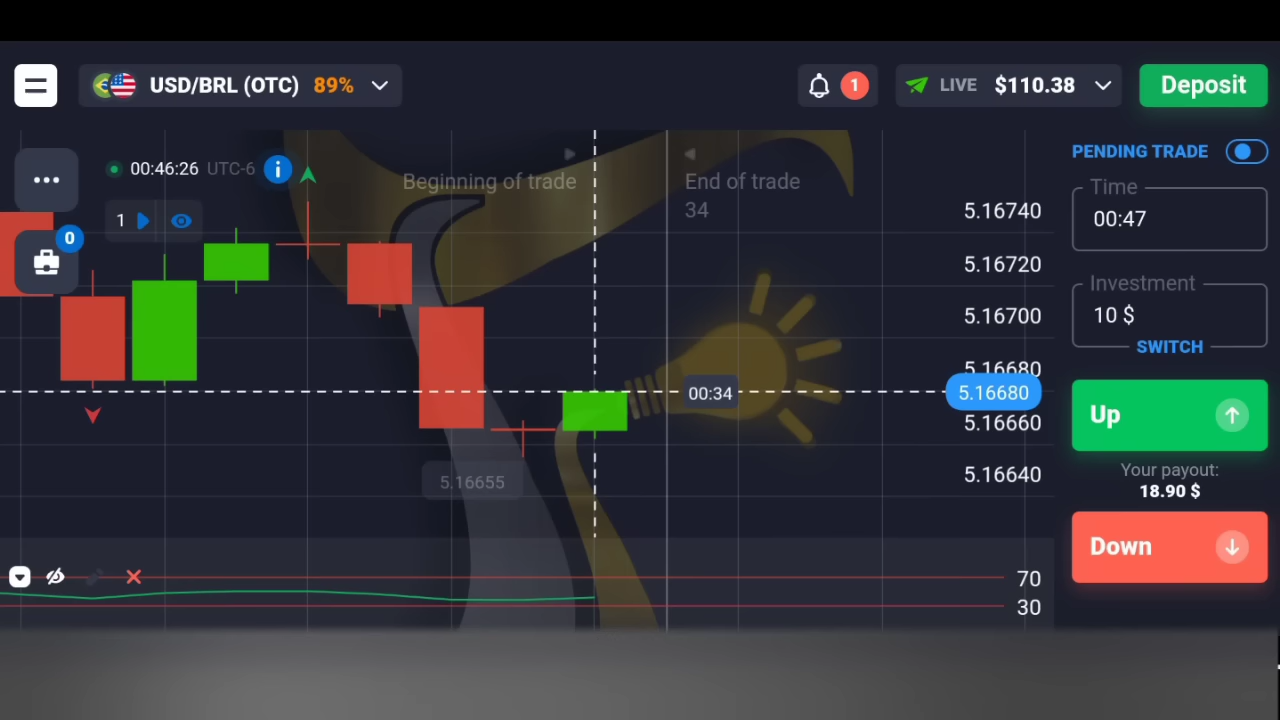 USD/BRL (OTC) 89%
1
LIVE $110.38
Deposit
00:46:26 UTC-6
Beginning of trade
End of trade
34
PENDING TRADE
Time
00:47
1
0
5.16740
5.16720
5.16700
5.16680
5.16680
5.16660
5.16640
Investment
10 $
SWITCH
00:34
Up
Your payout:
18.90 $
5.16655
Down
70
30